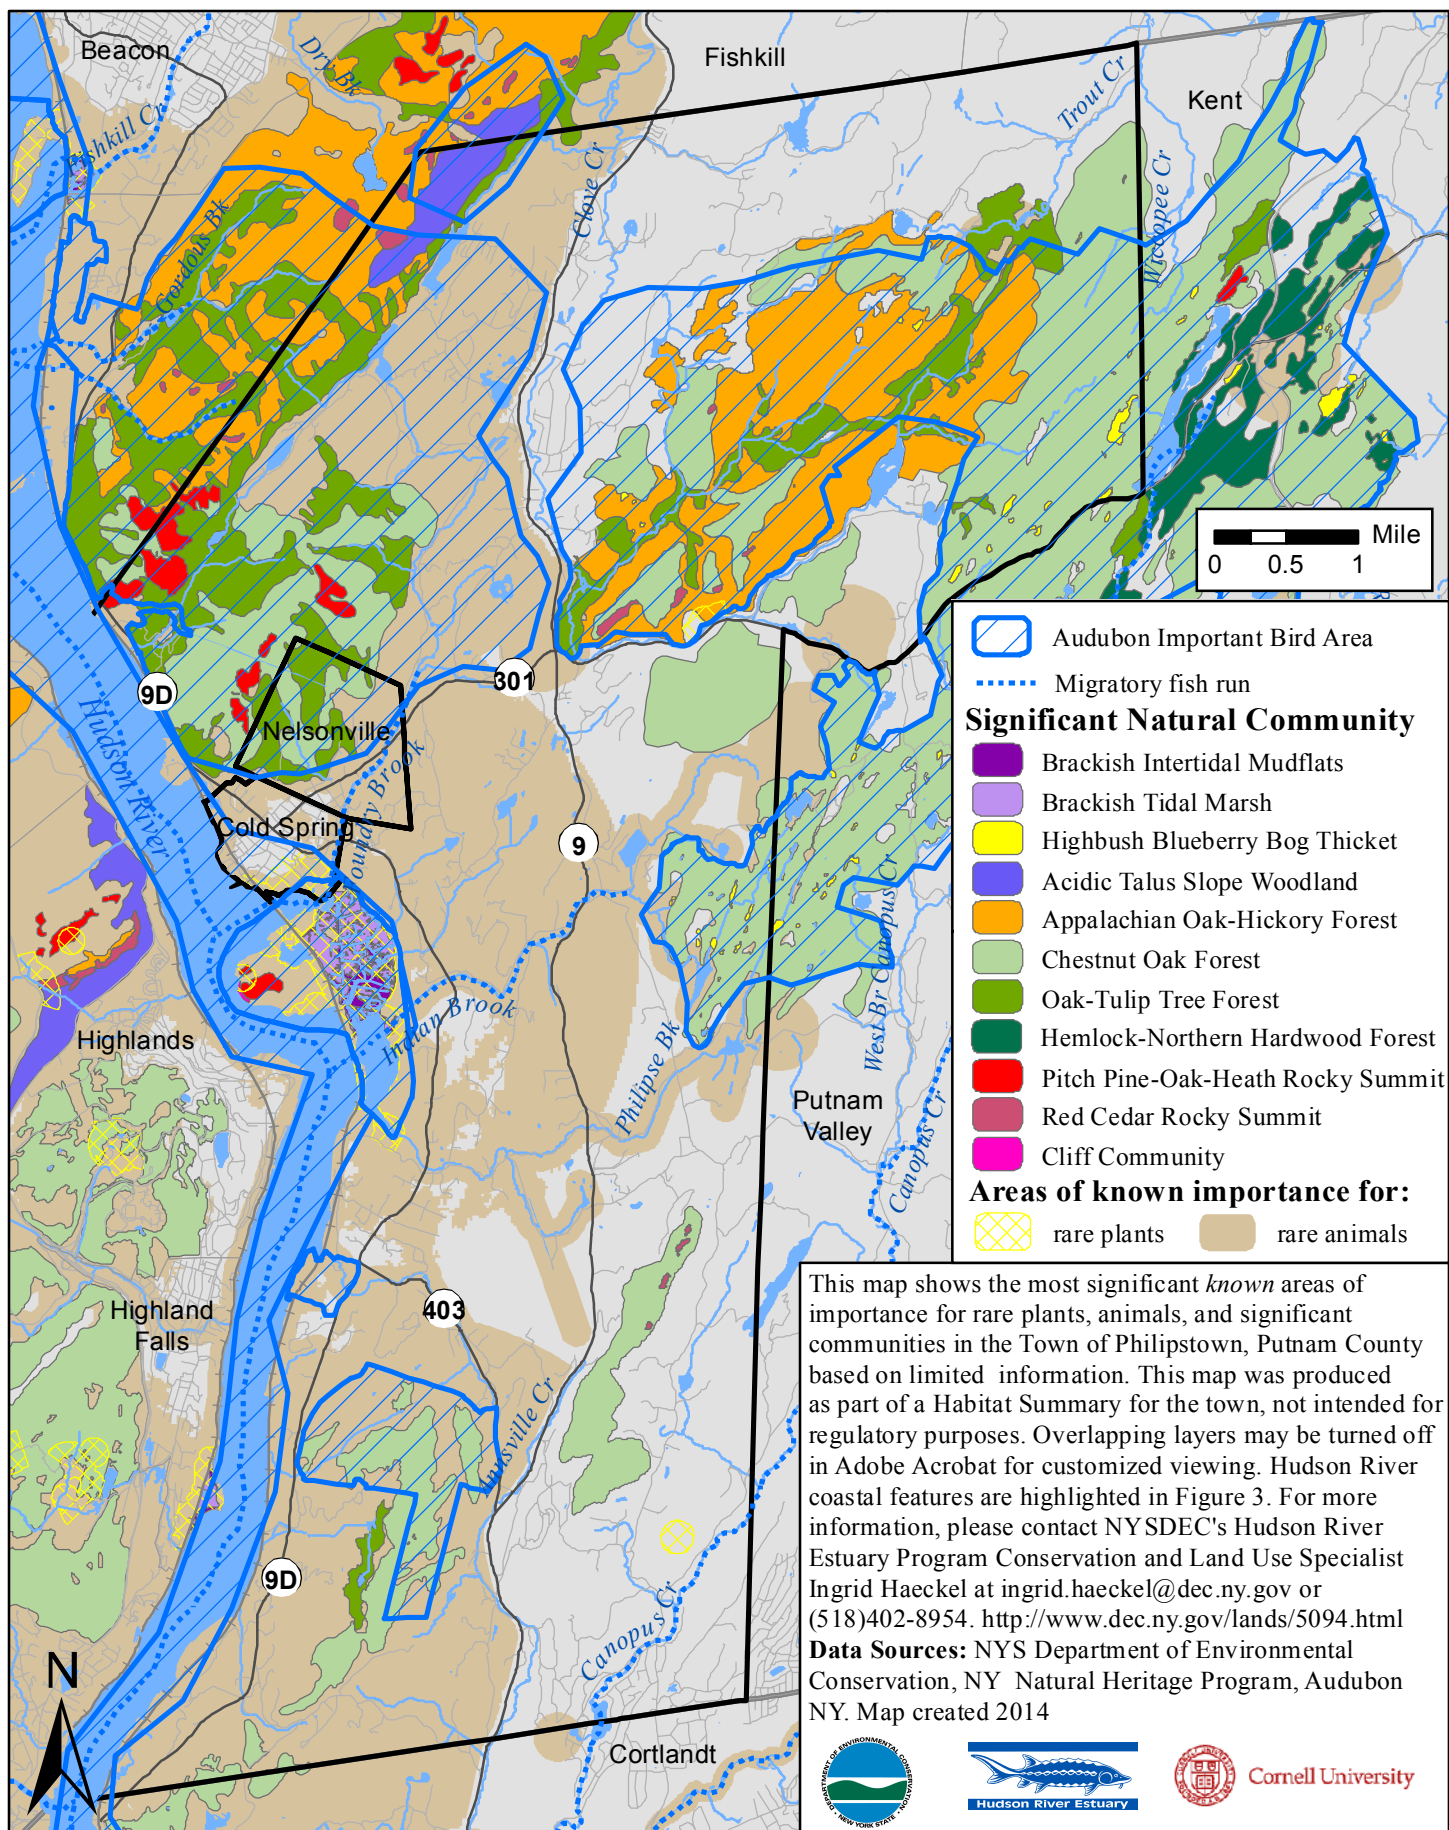 Beacon
Fishkill
Kent
Dry Bk
Trout Cr
Fishkill Cr
Clove Cr
Wiccopee Cr
Gordons Bk
Mile
0 0.5 1
301
9D
Nelsonville
Hudson River
Foundry Brook
Cold Spring
9
West Br Canopus Cr
Highlands
Indian Brook
Philipse Bk
Putnam
Valley
Canopus Cr
Highland
Falls
403
Annsville Cr
9D
Canopus Cr
Cortlandt
N
Audubon Important Bird Area
Migratory fish run
Significant Natural Community
Brackish Intertidal Mudflats
Brackish Tidal Marsh
Highbush Blueberry Bog Thicket
Acidic Talus Slope Woodland
Appalachian Oak-Hickory Forest
Chestnut Oak Forest
Oak-Tulip Tree Forest
Hemlock-Northern Hardwood Forest
Pitch Pine-Oak-Heath Rocky Summit
Red Cedar Rocky Summit
Cliff Community
Areas of known importance for:
rare plants rare animals
This map shows the most significant known areas of
importance for rare plants, animals, and significant
communities in the Town of Philipstown, Putnam County
based on limited information. This map was produced
as part of a Habitat Summary for the town, not intended for
regulatory purposes. Overlapping layers may be turned off
in Adobe Acrobat for customized viewing. Hudson River
coastal features are highlighted in Figure 3. For more
information, please contact NYSDEC's Hudson River
Estuary Program Conservation and Land Use Specialist
Ingrid Haeckel at ingrid.haeckel@dec.ny.gov or
(518)402-8954. http://www.dec.ny.gov/lands/5094.html
Data Sources: NYS Department of Environmental
Conservation, NY Natural Heritage Program, Audubon
NY. Map created 2014
DEPARTMENT OF ENVIRONMENTAL CONSERVATION
NEW YORK STATE
Hudson River Estuary
Cornell University